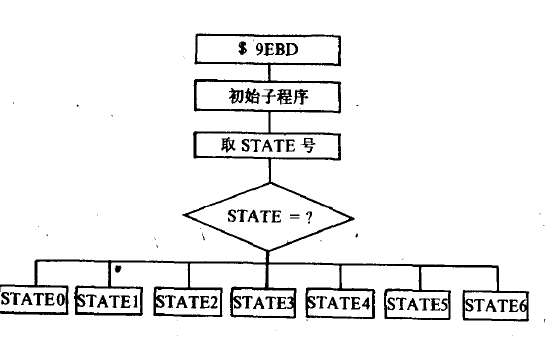 $ 9EBD
初始子程序
取 STATE 号
STATE = ?
STATE0 STATE1 STATE2 STATE3 STATE4 STATE5 STATE6